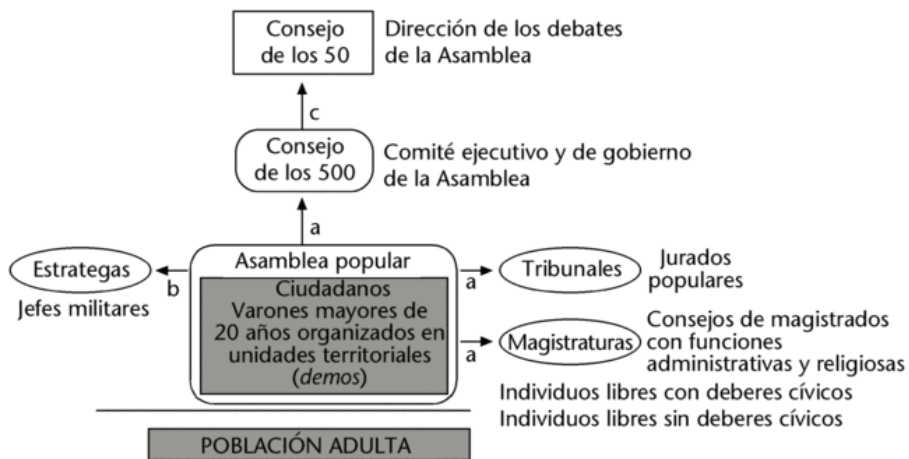 Consejo
de los 50
Dirección de los debates
de la Asamblea
c
Consejo
de los 500
Comité ejecutivo y de gobierno
de la Asamblea
a
Estrategas
b
Jefes militares
Asamblea popular
Ciudadanos
Varones mayores de
20 años organizados en
unidades territoriales
(demos)
a
Tribunales
Jurados
populares
a
Magistraturas
Consejos de magistrados
con funciones
administrativas y religiosas
Individuos libres con deberes cívicos
Individuos libres sin deberes cívicos
POBLACIÓN ADULTA